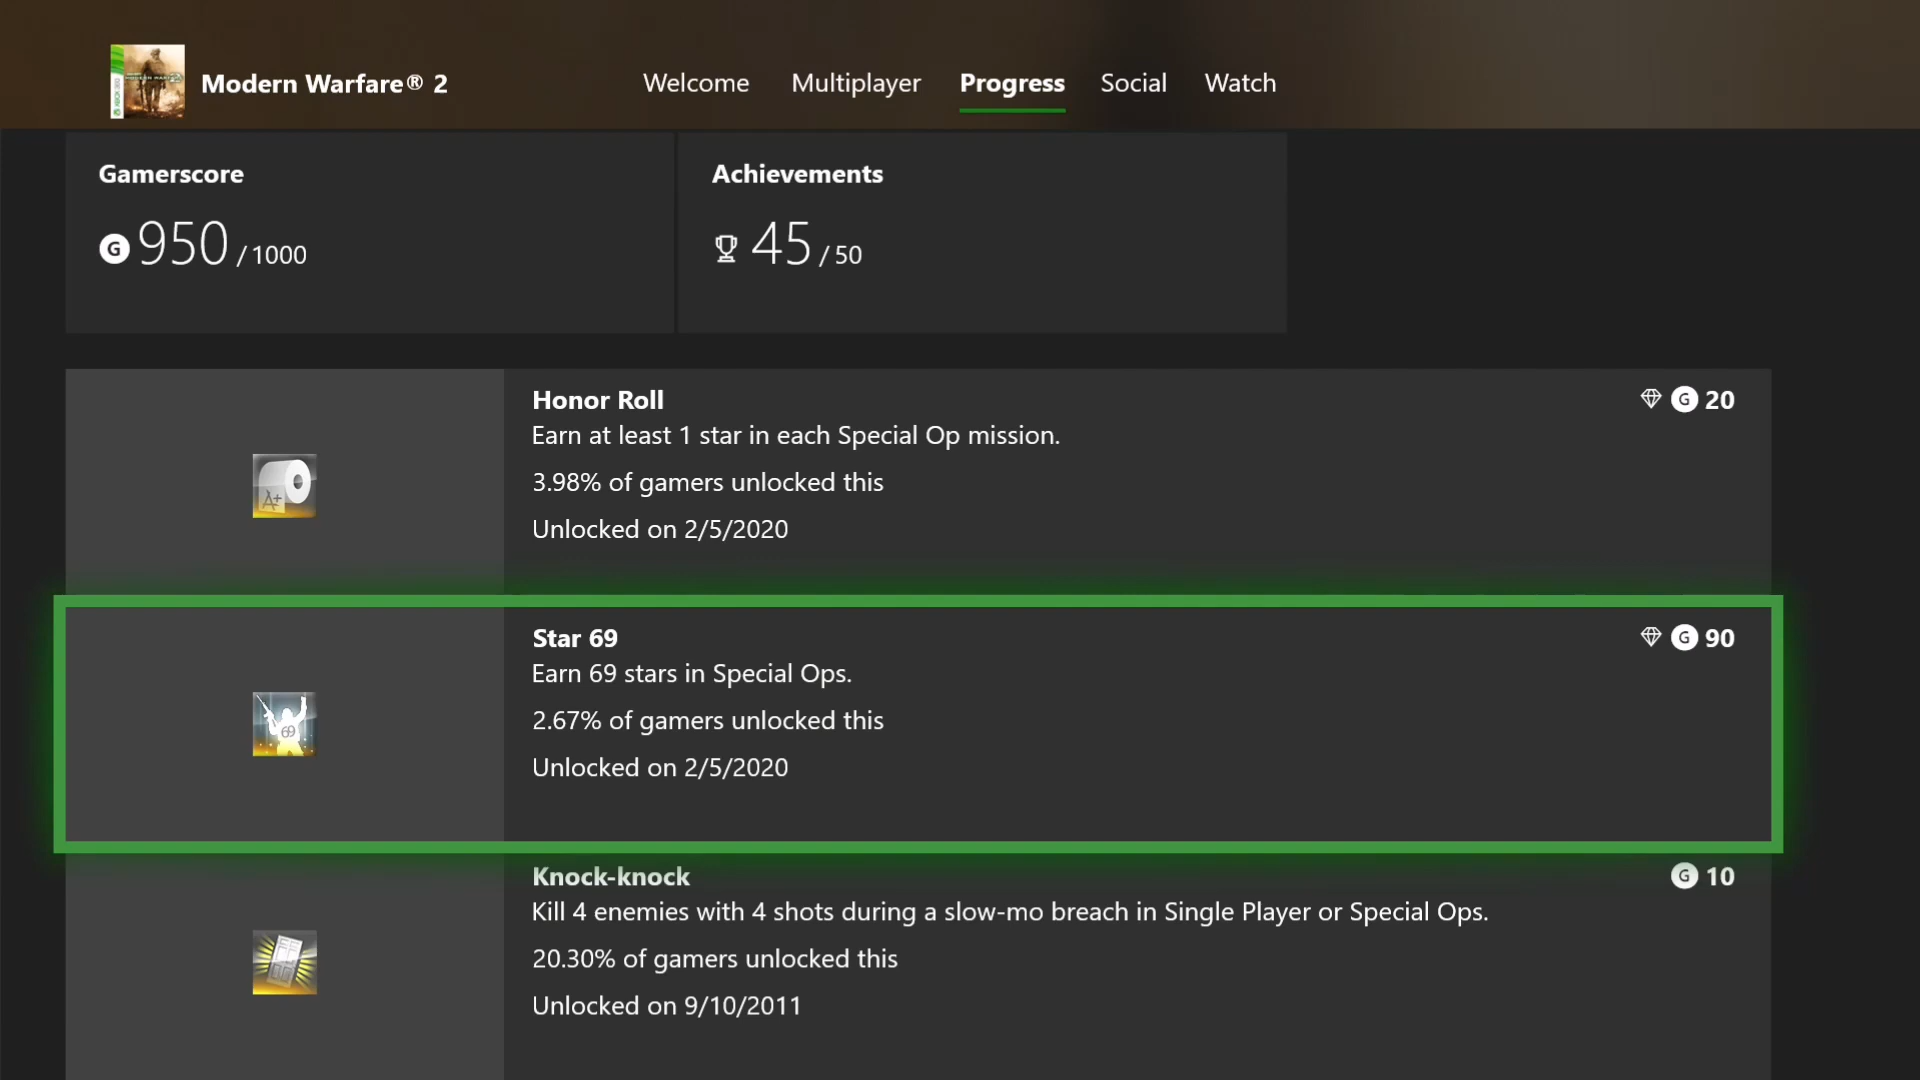 Modern Warfare® 2
Welcome Multiplayer Progress Social Watch
Gamerscore
G 950 / 1000
Achievements
45 / 50
Honor Roll
G 20
Earn at least 1 star in each Special Op mission.
3.98% of gamers unlocked this
Unlocked on 2/5/2020
A+
Star 69
G 90
Earn 69 stars in Special Ops.
2.67% of gamers unlocked this
Unlocked on 2/5/2020
69
Knock-knock
G 10
Kill 4 enemies with 4 shots during a slow-mo breach in Single Player or Special Ops.
20.30% of gamers unlocked this
Unlocked on 9/10/2011